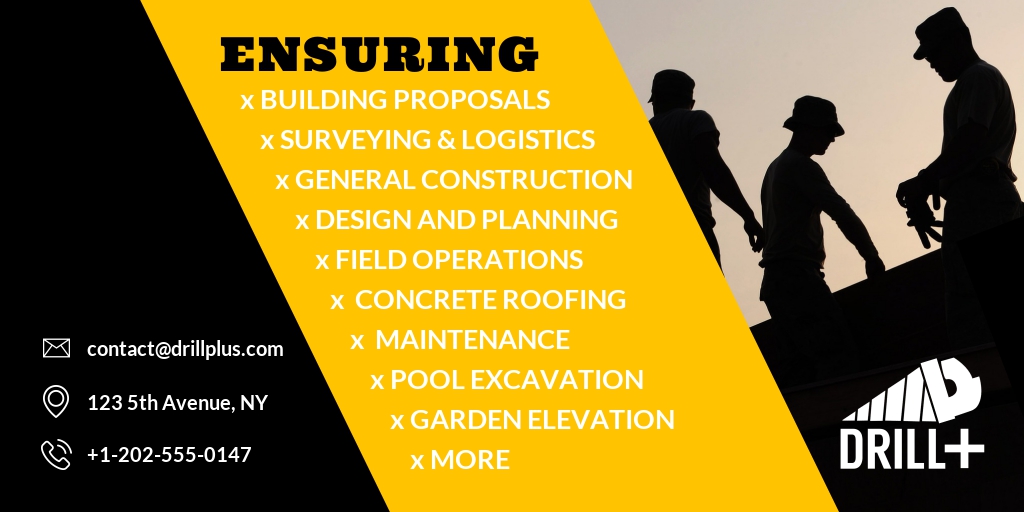 ENSURING
x BUILDING PROPOSALS
x SURVEYING & LOGISTICS
x GENERAL CONSTRUCTION
x DESIGN AND PLANNING
x FIELD OPERATIONS
x CONCRETE ROOFING
x MAINTENANCE
x POOL EXCAVATION
x GARDEN ELEVATION
x MORE
contact@drillplus.com
123 5th Avenue, NY
+1-202-555-0147
DRILL+